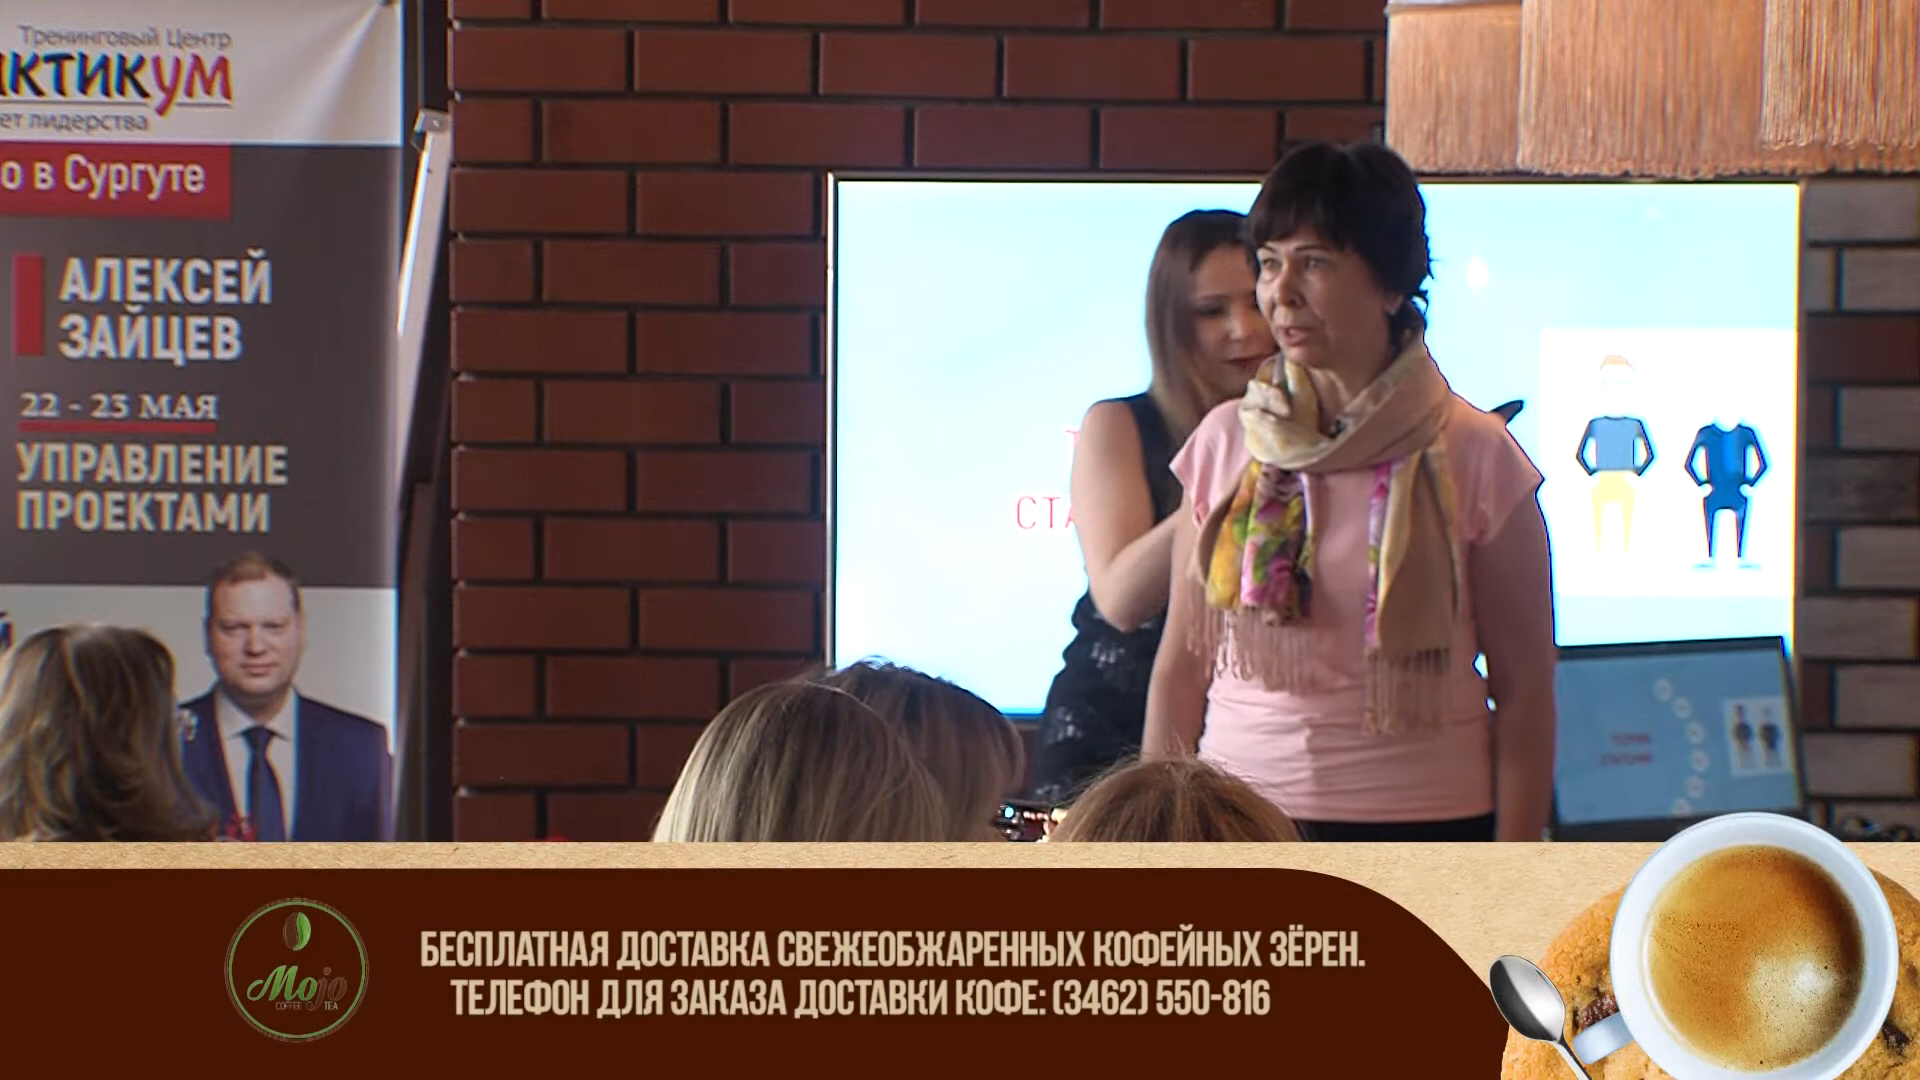 Тренинговый Центр
ктикум
ет лидерства
о в Сургуте
АЛЕКСЕЙ
ЗАЙЦЕВ
22 - 23 МАЯ
УПРАВЛЕНИЕ
ПРОЕКТАМИ
СТА
Mojo
COFFEE TEA
БЕСПЛАТНАЯ ДОСТАВКА СВЕЖЕОБЖАРЕННЫХ КОФЕЙНЫХ ЗЁРЕН.
ТЕЛЕФОН ДЛЯ ЗАКАЗА ДОСТАВКИ КОФЕ: (3462) 550-816